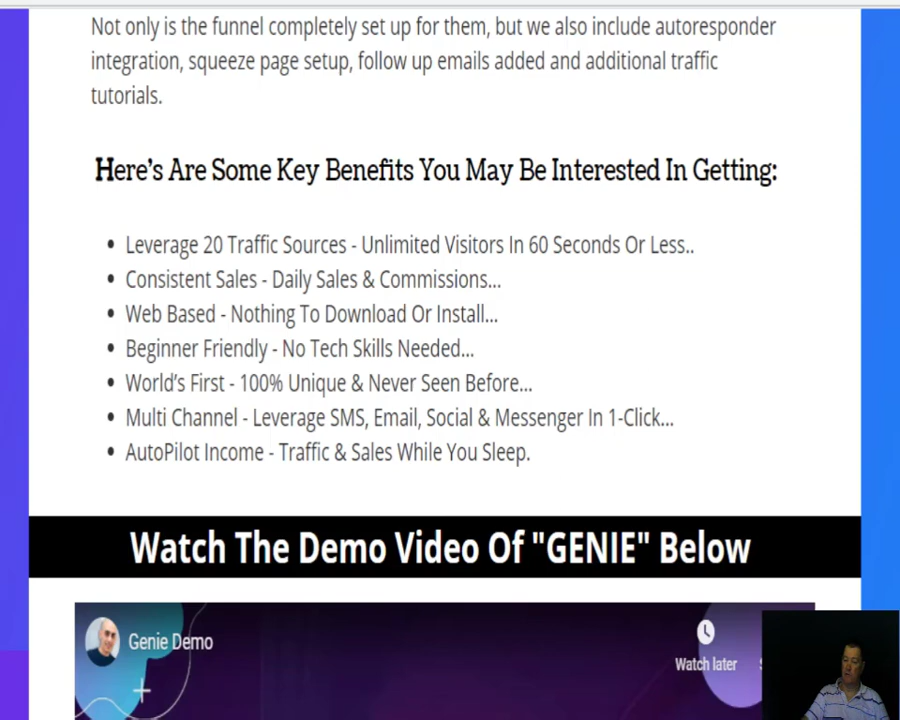 Not only is the funnel completely set up for them, but we also include autoresponder
integration, squeeze page setup, follow up emails added and additional traffic
tutorials.
Here's Are Some Key Benefits You May Be Interested In Getting:
• Leverage 20 Traffic Sources - Unlimited Visitors In 60 Seconds Or Less..
• Consistent Sales - Daily Sales & Commissions...
• Web Based - Nothing To Download Or Install...
• Beginner Friendly - No Tech Skills Needed...
• World's First - 100% Unique & Never Seen Before...
• Multi Channel - Leverage SMS, Email, Social & Messenger In 1-Click...
• AutoPilot Income - Traffic & Sales While You Sleep.
Watch The Demo Video Of "GENIE" Below
Genie Demo
Watch later